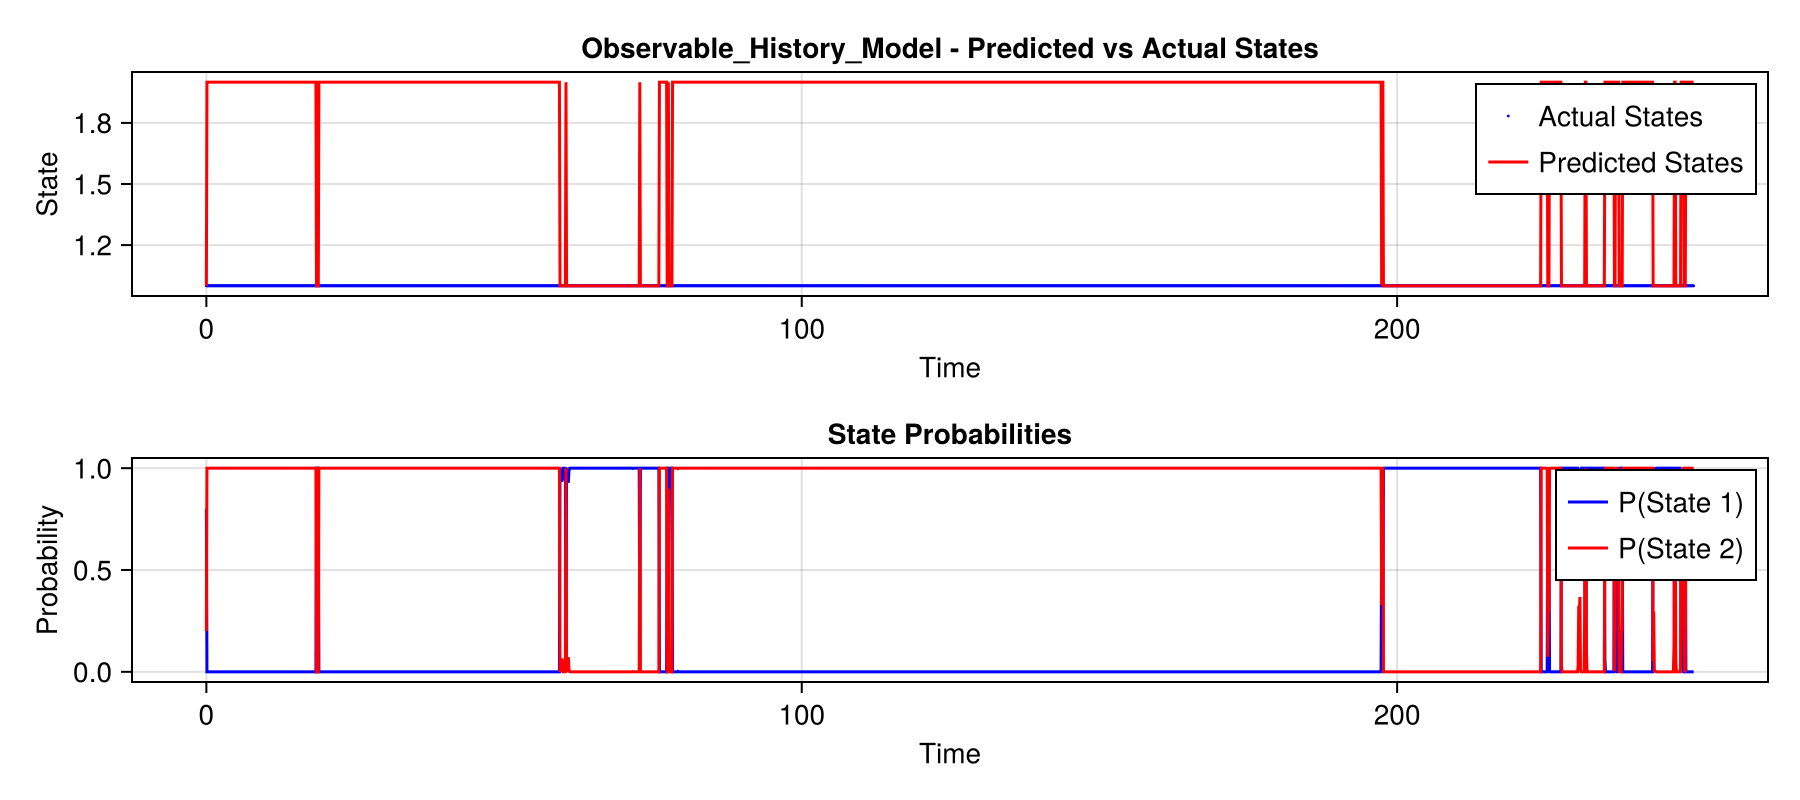 Observable_History_Model - Predicted vs Actual States
State
1.8
1.5
1.2
Actual States
Predicted States
0
100
200
Time
State Probabilities
Probability
1.0
0.5
0.0
P(State 1)
P(State 2)
0
100
200
Time